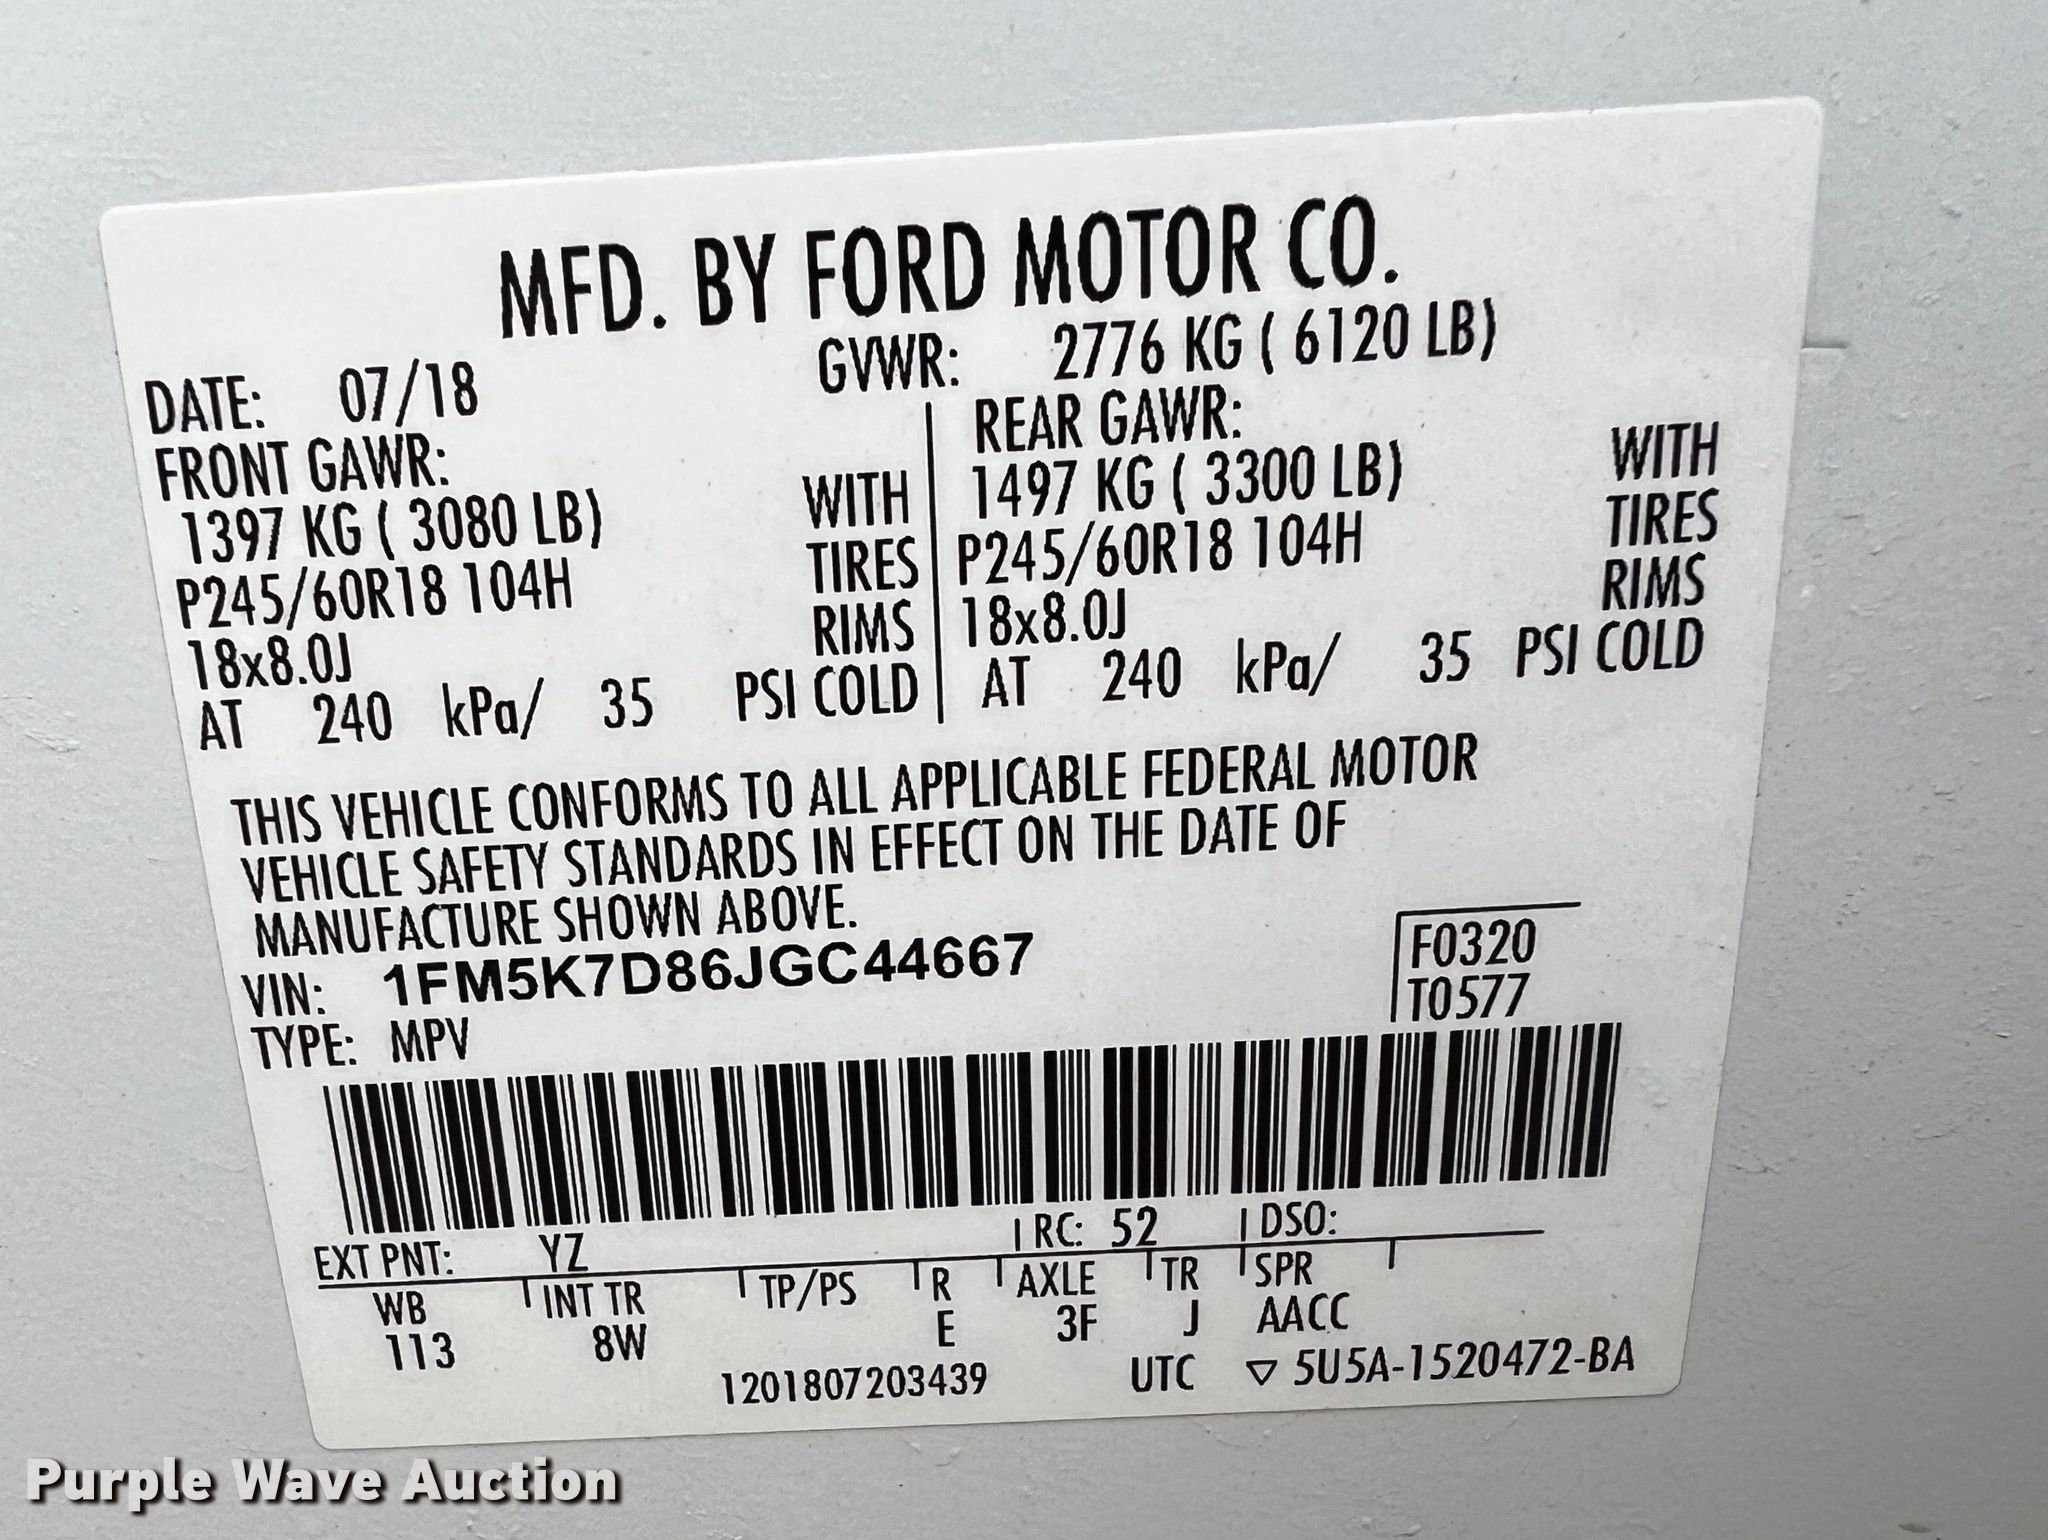 MFD. BY FORD MOTOR CO.
DATE: 07/18 GVWR: 2776 KG ( 6120 LB)
FRONT GAWR: REAR GAWR:
1397 KG ( 3080 LB) WITH 1497 KG ( 3300 LB) WITH
P245/60R18 104H TIRES P245/60R18 104H TIRES
18x8.0J RIMS 18x8.0J RIMS
AT 240 kPa/ 35 PSI COLD AT 240 kPa/ 35 PSI COLD
THIS VEHICLE CONFORMS TO ALL APPLICABLE FEDERAL MOTOR
VEHICLE SAFETY STANDARDS IN EFFECT ON THE DATE OF
MANUFACTURE SHOWN ABOVE.
VIN: 1FM5K7D86JGC44667 F0320
TYPE: MPV T0577
EXT PNT: YZ RC: 52 DSO:
WB INT TR TP/PS R AXLE TR SPR
113 8W E 3F J AACC
1201807203439 UTC ▽ 5U5A-1520472-BA
Purple Wave Auction